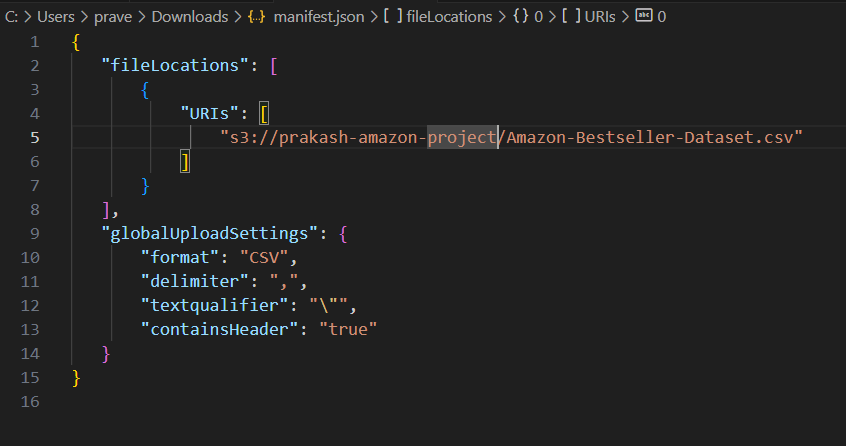 C: > Users > prave > Downloads > {..} manifest.json > [ ] fileLocations > {} 0 > [ ] URIs > abc 0
1 {
2 "fileLocations": [
3 {
4 "URIs": [
5 "s3://prakash-amazon-project/Amazon-Bestseller-Dataset.csv"
6 ]
7 }
8 ],
9 "globalUploadSettings": {
10 "format": "CSV",
11 "delimiter": ",",
12 "textqualifier": "\"",
13 "containsHeader": "true"
14 }
15 }
16